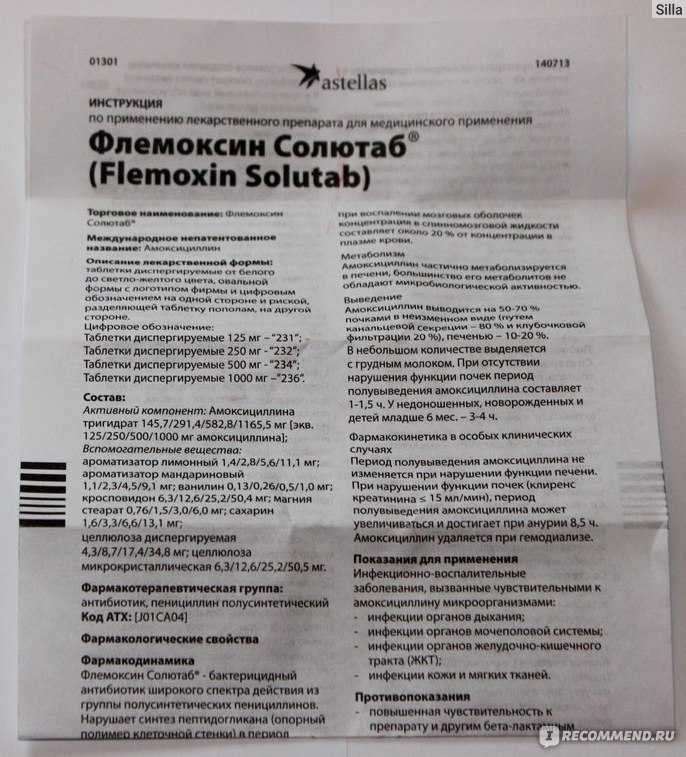 Silla
01301
140713
astellas
ИНСТРУКЦИЯ
по применению лекарственного препарата для медицинского применения
Флемоксин Солютаб®
(Flemoxin Solutab)
Торговое наименование: Флемоксин
Солютаб®
Международное непатентованное
название: Амоксициллин
Описание лекарственной формы:
таблетки диспергируемые от белого
до светло-желтого цвета, овальной
формы с логотипом фирмы и цифровым
обозначением на одной стороне и риской,
разделяющей таблетку пополам, на другой
стороне.
Цифровое обозначение:
Таблетки диспергируемые 125 мг – "231";
Таблетки диспергируемые 250 мг - "232";
Таблетки диспергируемые 500 мг - "234";
Таблетки диспергируемые 1000 мг –"236".
Состав:
Активный компонент: Амоксициллина
тригидрат 145,7/291,4/582,8/1165,5 мг [экв.
125/250/500/1000 мг амоксициллина];
Вспомогательные вещества:
ароматизатор лимонный 1,4/2,8/5,6/11,1 мг;
ароматизатор мандариновый
1,1/2,3/4,5/9,1 мг; ванилин 0,13/0,26/0,5/1,0 мг;
кросповидон 6,3/12,6/25,2/50,4 мг; магния
стеарат 0,76/1,5/3,0/6,0 мг; сахарин
1,6/3,3/6,6/13,1 мг;
целлюлоза диспергируемая
4,3/8,7/17,4/34,8 мг; целлюлоза
микрокристаллическая 6,3/12,6/25,2/50,5 мг.
Фармакотерапевтическая группа:
антибиотик, пенициллин полусинтетический
Код АТХ: [J01CA04]
Фармакологические свойства
Фармакодинамика
Флемоксин Солютаб® - бактерицидный
антибиотик широкого спектра действия из
группы полусинтетических пенициллинов.
Нарушает синтез пептидогликана (опорный
полимер клеточной стенки) в период
при воспалении мозговых оболочек
концентрация в спинномозговой жидкости
составляет около 20 % от концентрации в
плазме крови.
Метаболизм
Амоксициллин частично метаболизируется
в печени, большинство его метаболитов не
обладают микробиологической активностью.
Выведение
Амоксициллин выводится на 50-70 %
почками в неизменном виде (путем
канальцевой секреции – 80 % и клубочковой
фильтрации 20 %), печенью – 10-20 %.
В небольшом количестве выделяется
с грудным молоком. При отсутствии
нарушения функции почек период
полувыведения амоксициллина составляет
1-1,5 ч. У недоношенных, новорожденных и
детей младше 6 мес. – 3-4 ч.
Фармакокинетика в особых клинических
случаях
Период полувыведения амоксициллина не
изменяется при нарушении функции печени.
При нарушении функции почек (клиренс
креатинина ≤ 15 мл/мин), период
полувыведения амоксициллина может
увеличиваться и достигает при анурии 8,5 ч.
Амоксициллин удаляется при гемодиализе.
Показания для применения
Инфекционно-воспалительные
заболевания, вызванные чувствительными к
амоксициллину микроорганизмами:
- инфекции органов дыхания;
- инфекции органов мочеполовой системы;
- инфекции органов желудочно-кишечного
тракта (ЖКТ);
- инфекции кожи и мягких тканей.
Противопоказания
- повышенная чувствительность к
препарату и другим бета-лактамным
IRECOMMEND.RU